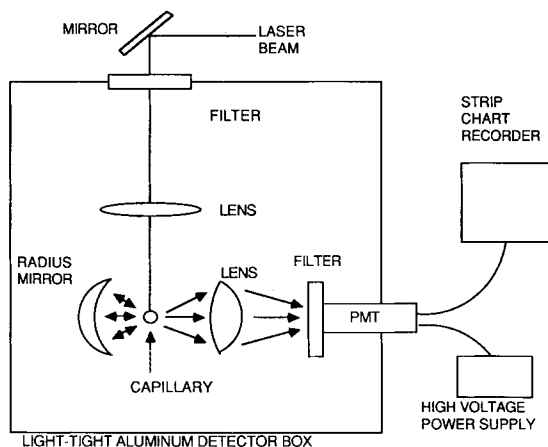 MIRROR
LASER
BEAM
FILTER
STRIP
CHART
RECORDER
LENS
RADIUS
MIRROR
LENS
FILTER
PMT
CAPILLARY
HIGH VOLTAGE
POWER SUPPLY
LIGHT-TIGHT ALUMINUM DETECTOR BOX